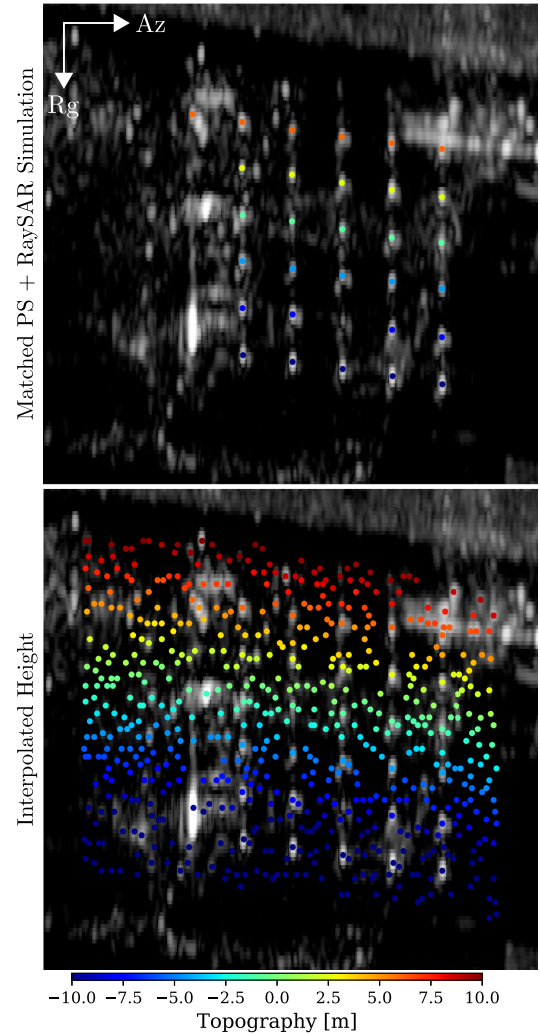 Az
Rg
Matched PS + RaySAR Simulation
Interpolated Height
−10.0 −7.5 −5.0 −2.5 0.0 2.5 5.0 7.5 10.0
Topography [m]